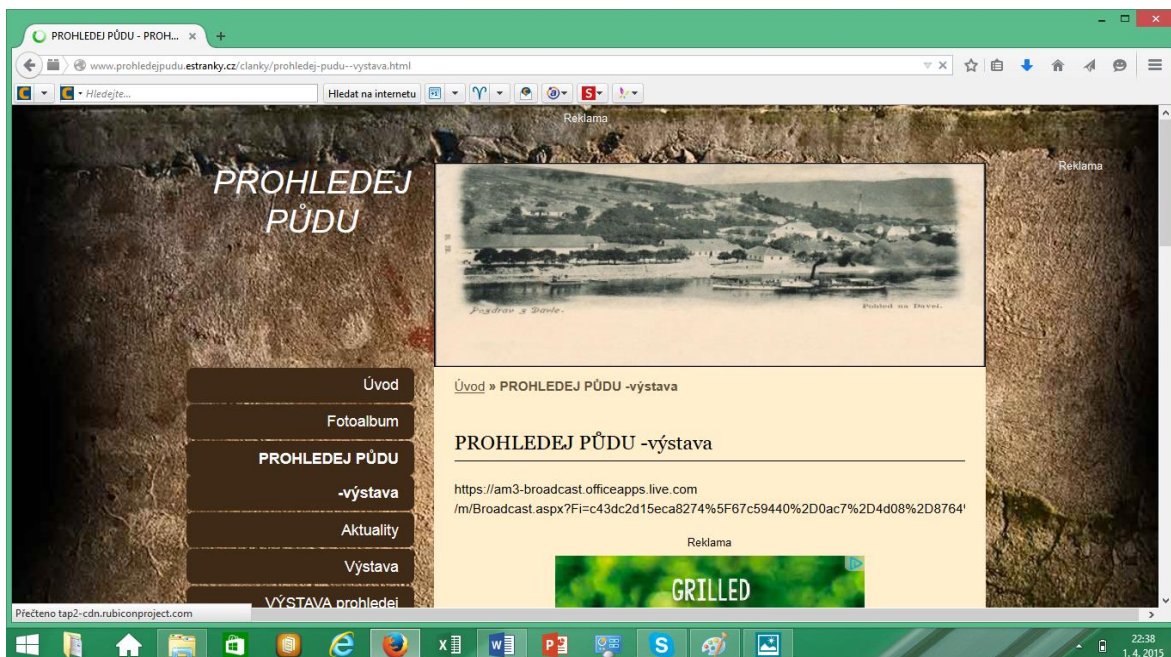 PROHLEDEJ PŮDU - PROH... × +
www.prohledejpudu.estranky.cz/clanky/prohledej-pudu--vystava.html
Hledejte...
Hledat na internetu
Reklama
Reklama
PROHLEDEJ
PŮDU
Pozdrav z Davle.
Pohled na Davel.
Úvod
Fotoalbum
PROHLEDEJ PŮDU
-výstava
Aktuality
Výstava
VÝSTAVA prohledej
Úvod » PROHLEDEJ PŮDU -výstava
PROHLEDEJ PŮDU -výstava
https://am3-broadcast.officeapps.live.com
/m/Broadcast.aspx?Fi=c43dc2d15eca8274%5F67c59440%2D0ac7%2D4d08%2D8764
Reklama
GRILLED
Přečteno tap2-cdn.rubiconproject.com
22:38
1. 4. 2015